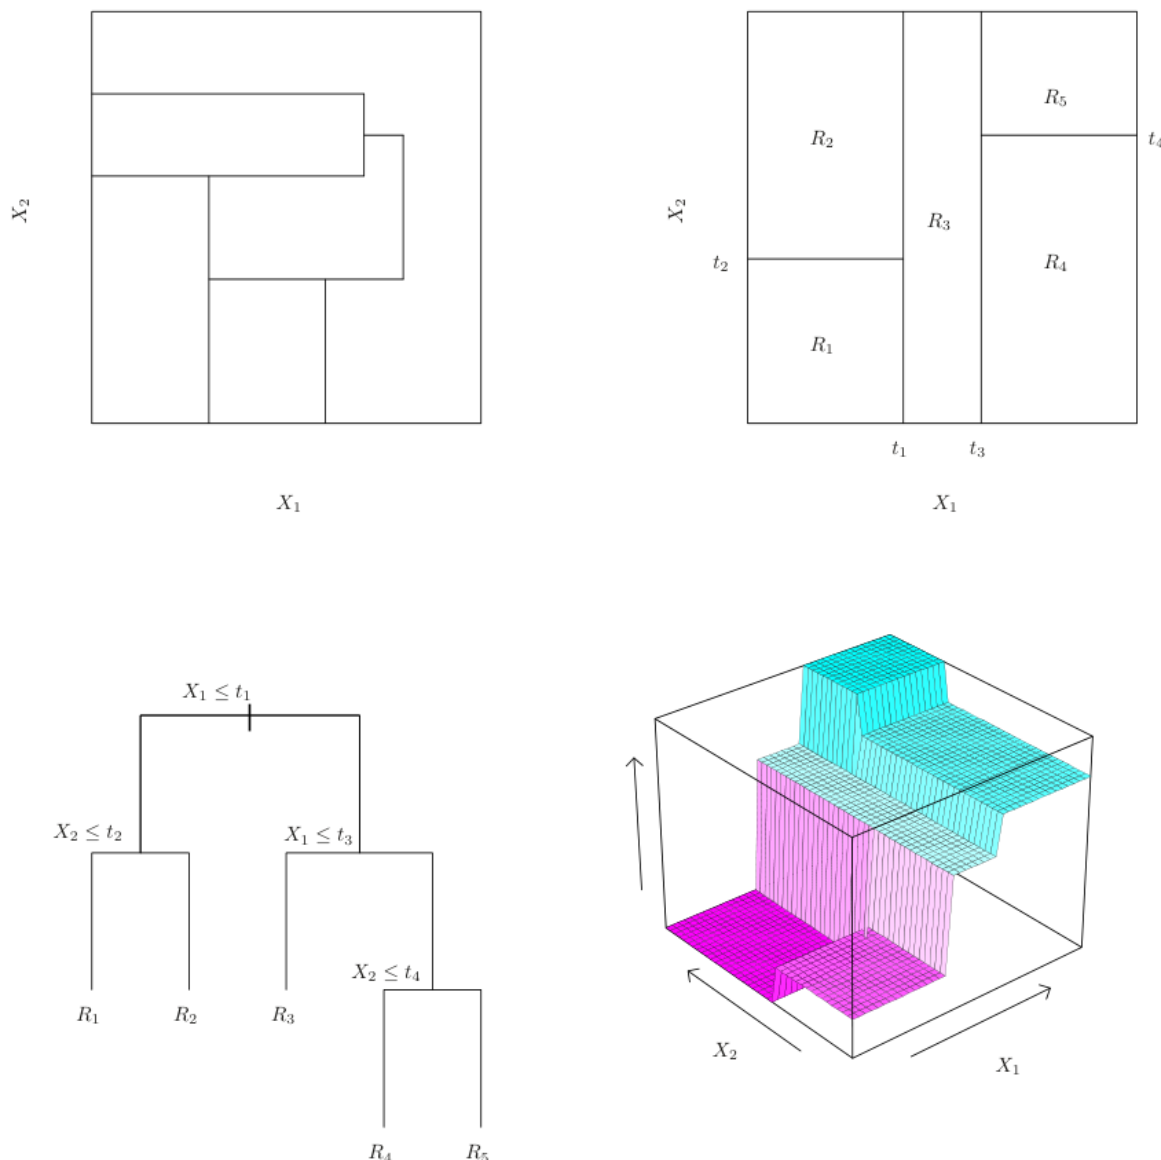 X₂
X₁
R₅
R₂
t₄
X₂
R₃
t₂
R₄
R₁
t₁ t₃
X₁
X₁ ≤ t₁
X₂ ≤ t₂ X₁ ≤ t₃
X₂ ≤ t₄
R₁ R₂ R₃
R₄ R₅
X₂
X₁